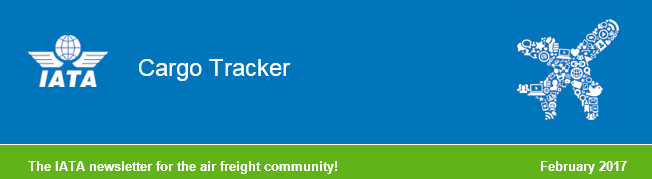 IATA
Cargo Tracker
The IATA newsletter for the air freight community!
February 2017